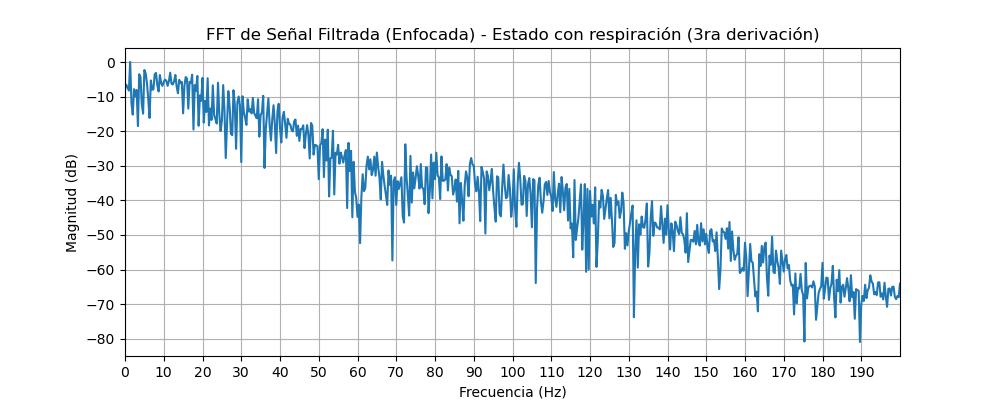 FFT de Señal Filtrada (Enfocada) - Estado con respiración (3ra derivación)
Magnitud (dB)
0
−10
−20
−30
−40
−50
−60
−70
−80
0 10 20 30 40 50 60 70 80 90 100 110 120 130 140 150 160 170 180 190
Frecuencia (Hz)